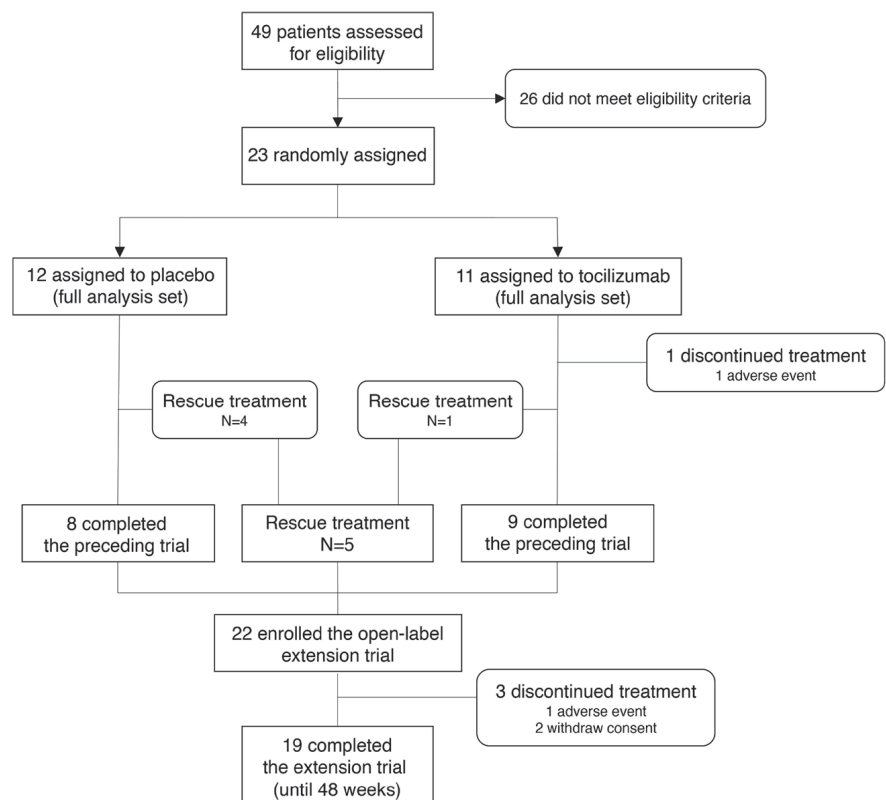 49 patients assessed
for eligibility
26 did not meet eligibility criteria
23 randomly assigned
12 assigned to placebo
(full analysis set)
11 assigned to tocilizumab
(full analysis set)
1 discontinued treatment
1 adverse event
Rescue treatment
N=4
Rescue treatment
N=1
8 completed
the preceding trial
Rescue treatment
N=5
9 completed
the preceding trial
22 enrolled the open-label
extension trial
3 discontinued treatment
1 adverse event
2 withdraw consent
19 completed
the extension trial
(until 48 weeks)